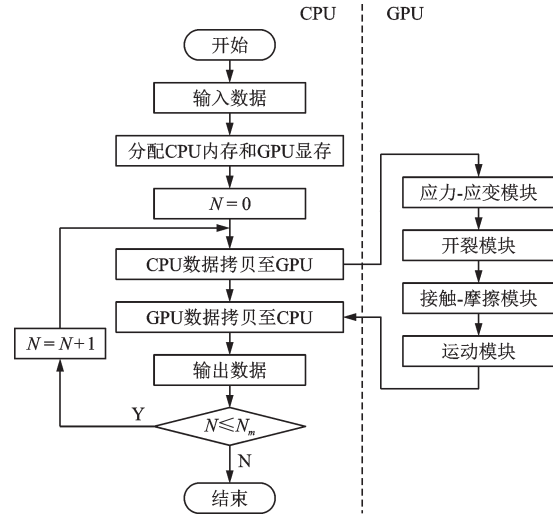 CPU
GPU
开始
输入数据
分配CPU内存和GPU显存
N=0
CPU数据拷贝至GPU
GPU数据拷贝至CPU
输出数据
N≤Nm
Y
N=N+1
N
结束
应力-应变模块
开裂模块
接触-摩擦模块
运动模块